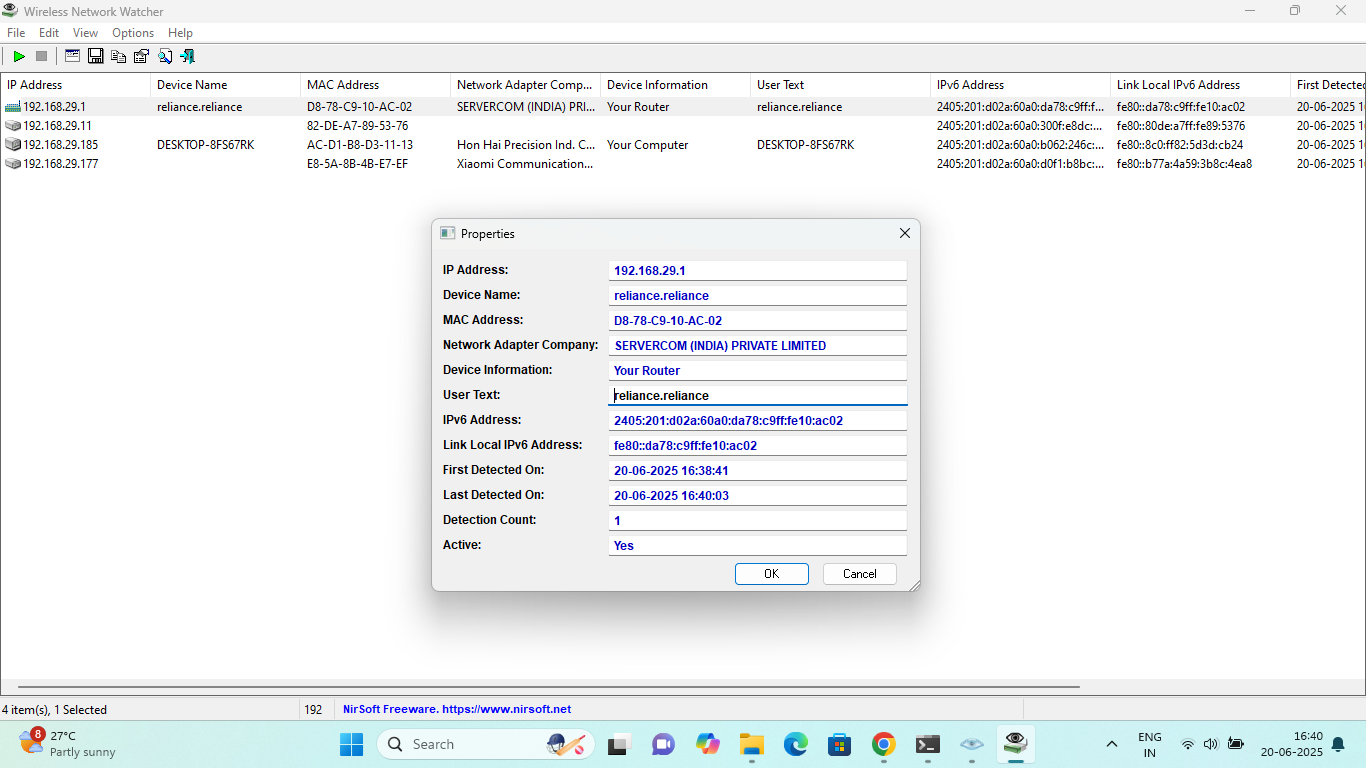 Wireless Network Watcher
File Edit View Options Help
IP Address Device Name MAC Address Network Adapter Comp... Device Information User Text IPv6 Address Link Local IPv6 Address First Detected
192.168.29.1 reliance.reliance D8-78-C9-10-AC-02 SERVERCOM (INDIA) PRI... Your Router reliance.reliance 2405:201:d02a:60a0:da78:c9ff:f... fe80::da78:c9ff:fe10:ac02 20-06-2025 1
192.168.29.11 82-DE-A7-89-53-76 2405:201:d02a:60a0:300f:e8dc:... fe80::80de:a7ff:fe89:5376 20-06-2025 1
192.168.29.185 DESKTOP-8FS67RK AC-D1-B8-D3-11-13 Hon Hai Precision Ind. C... Your Computer DESKTOP-8FS67RK 2405:201:d02a:60a0:b062:246c:... fe80::8c0:ff82:5d3d:cb24 20-06-2025 1
192.168.29.177 E8-5A-8B-4B-E7-EF Xiaomi Communication... 2405:201:d02a:60a0:d0f1:b8bc:... fe80::b77a:4a59:3b8c:4ea8 20-06-2025 1
Properties
IP Address: 192.168.29.1
Device Name: reliance.reliance
MAC Address: D8-78-C9-10-AC-02
Network Adapter Company: SERVERCOM (INDIA) PRIVATE LIMITED
Device Information: Your Router
User Text: reliance.reliance
IPv6 Address: 2405:201:d02a:60a0:da78:c9ff:fe10:ac02
Link Local IPv6 Address: fe80::da78:c9ff:fe10:ac02
First Detected On: 20-06-2025 16:38:41
Last Detected On: 20-06-2025 16:40:03
Detection Count: 1
Active: Yes
OK Cancel
4 item(s), 1 Selected 192 NirSoft Freeware. https://www.nirsoft.net
8 27°C
Partly sunny
Search
ENG
IN
16:40
20-06-2025